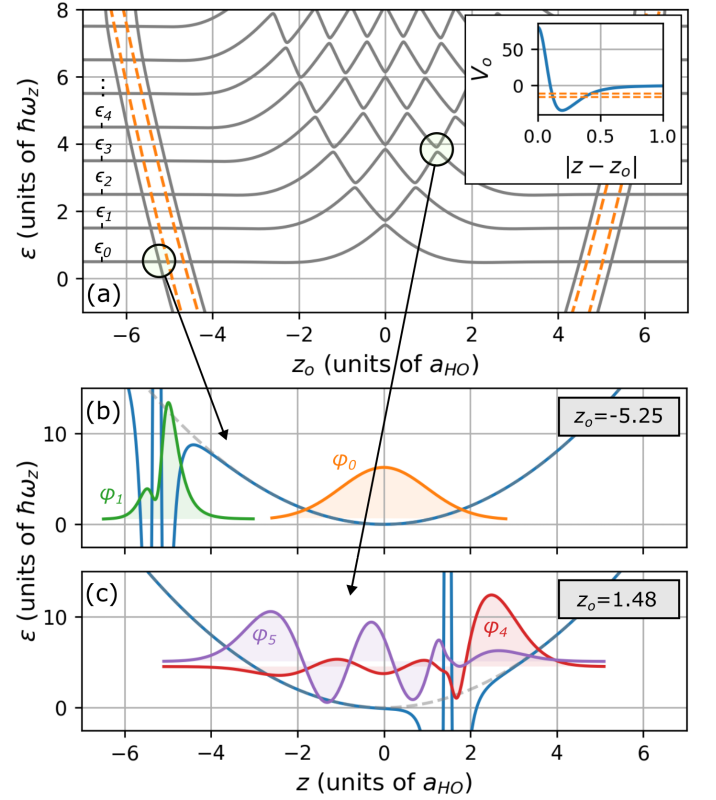 8
6
4
2
0
ε (units of ℏω_z)
⋮
ϵ_4
ϵ_3
ϵ_2
ϵ_1
ϵ_0
(a)
V_o
50
0
0.0 0.5 1.0
|z − z_o|
−6 −4 −2 0 2 4 6
z_o (units of a_HO)
(b)
10
0
φ_1
φ_0
z_o=-5.25
ε (units of ℏω_z)
(c)
10
0
φ_5
φ_4
z_o=1.48
−6 −4 −2 0 2 4 6
z (units of a_HO)